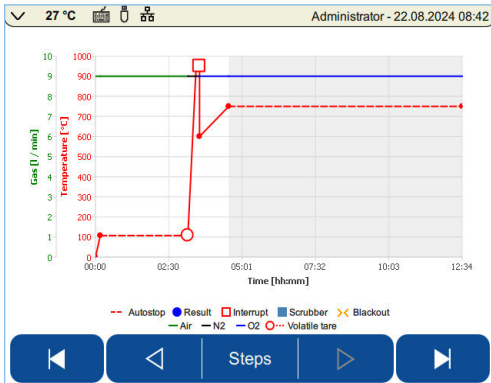 27 °C
Administrator - 22.08.2024 08:42
Gas [l / min]
10
9
8
7
6
5
4
3
2
1
0
Temperature [°C]
1000
900
800
700
600
500
400
300
200
100
0
00:00 02:30 05:01 07:32 10:03 12:34
Time [hh:mm]
Autostop Result Interrupt Scrubber Blackout
Air N2 O2 Volatile tare
Steps